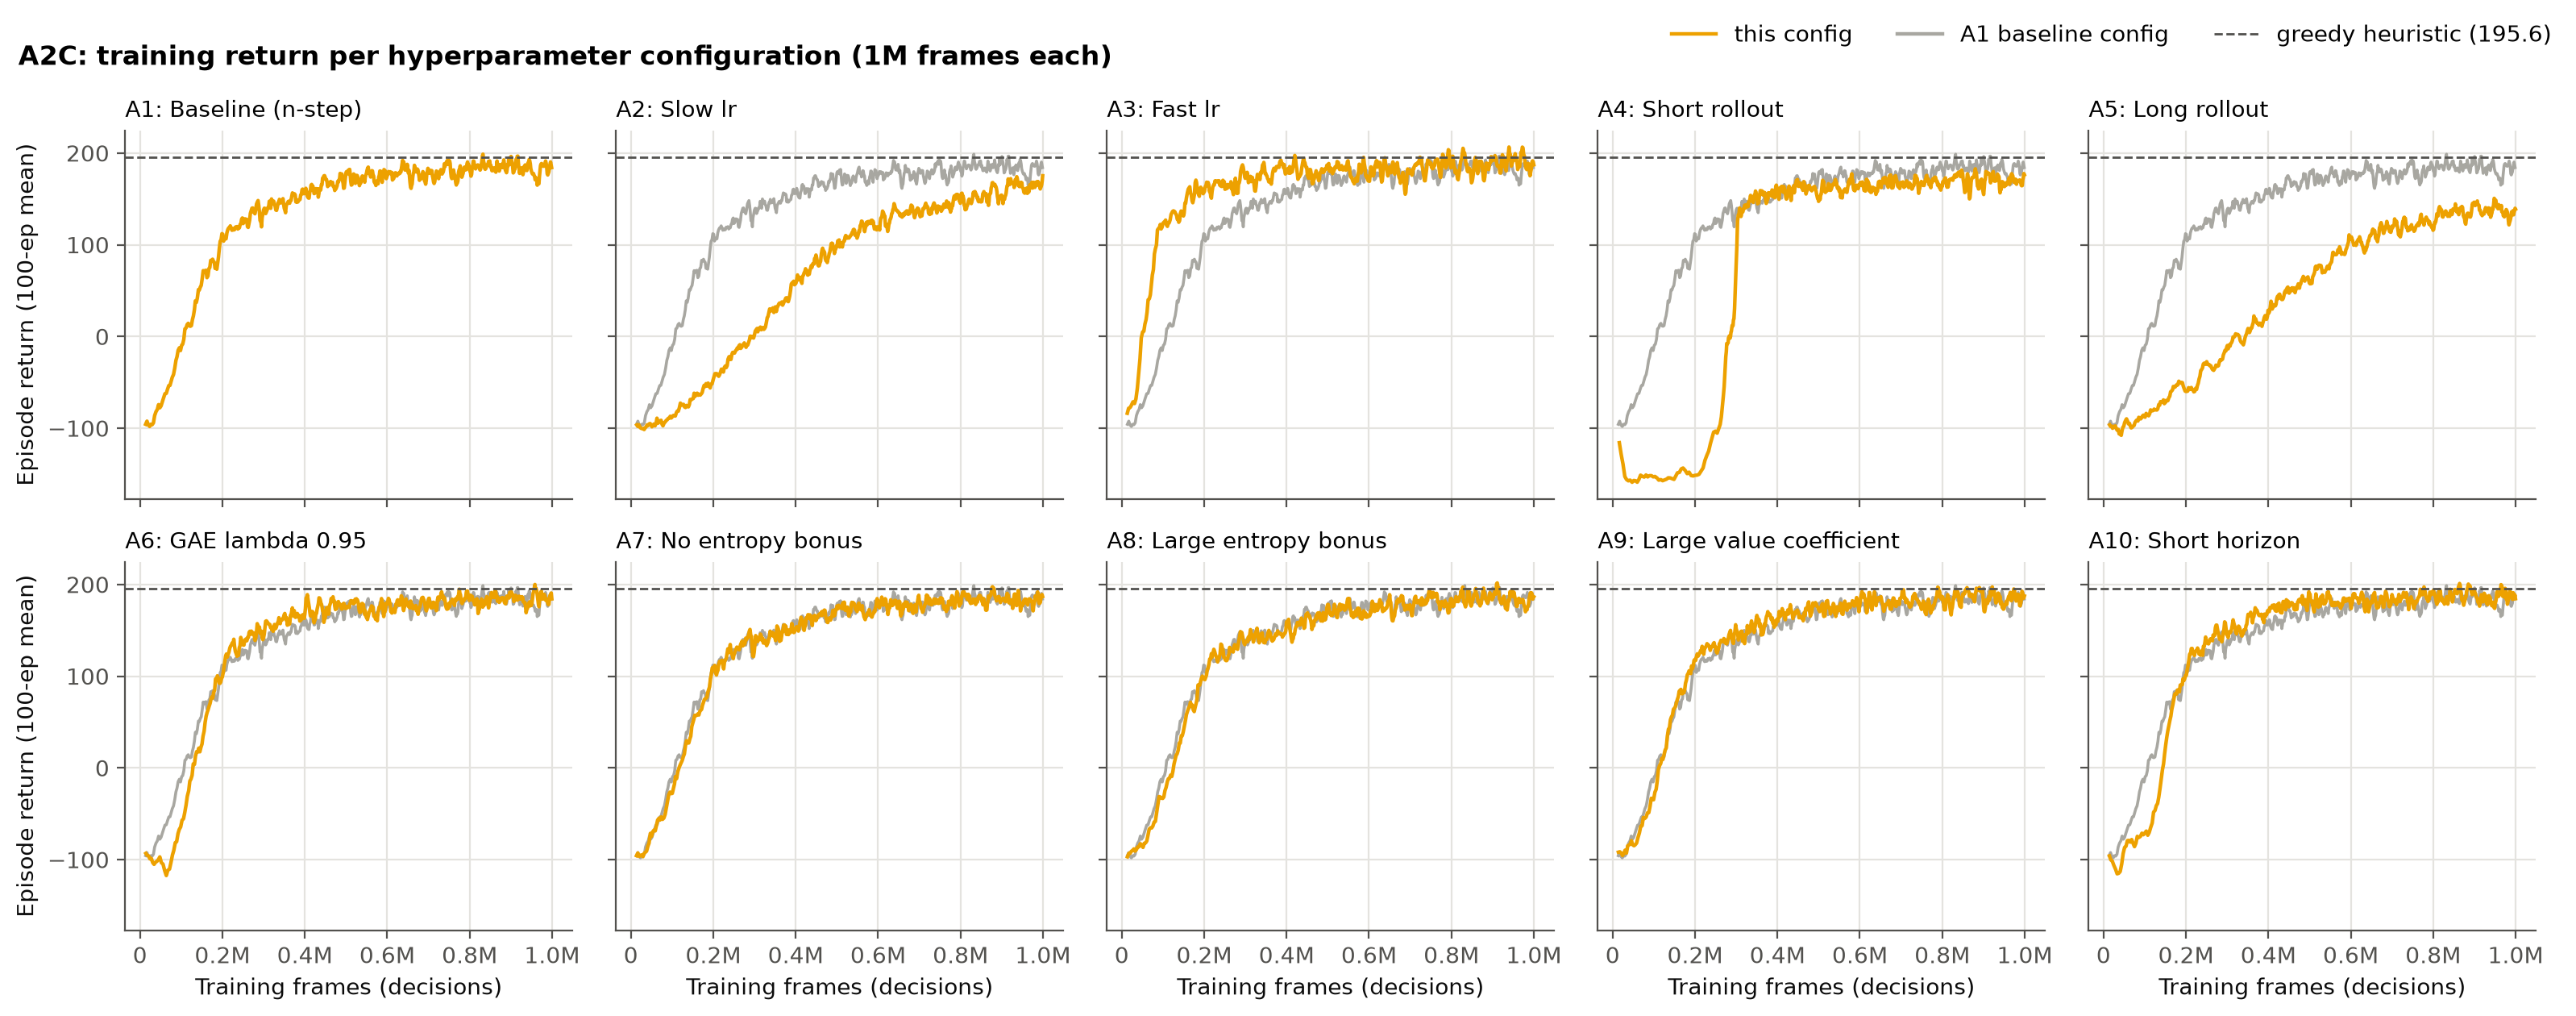 A2C: training return per hyperparameter configuration (1M frames each)
this config
A1 baseline config
greedy heuristic (195.6)
A1: Baseline (n-step)
A2: Slow lr
A3: Fast lr
A4: Short rollout
A5: Long rollout
Episode return (100-ep mean)
200
100
0
−100
A6: GAE lambda 0.95
A7: No entropy bonus
A8: Large entropy bonus
A9: Large value coefficient
A10: Short horizon
Episode return (100-ep mean)
200
100
0
−100
0 0.2M 0.4M 0.6M 0.8M 1.0M
0 0.2M 0.4M 0.6M 0.8M 1.0M
0 0.2M 0.4M 0.6M 0.8M 1.0M
0 0.2M 0.4M 0.6M 0.8M 1.0M
0 0.2M 0.4M 0.6M 0.8M 1.0M
Training frames (decisions)
Training frames (decisions)
Training frames (decisions)
Training frames (decisions)
Training frames (decisions)